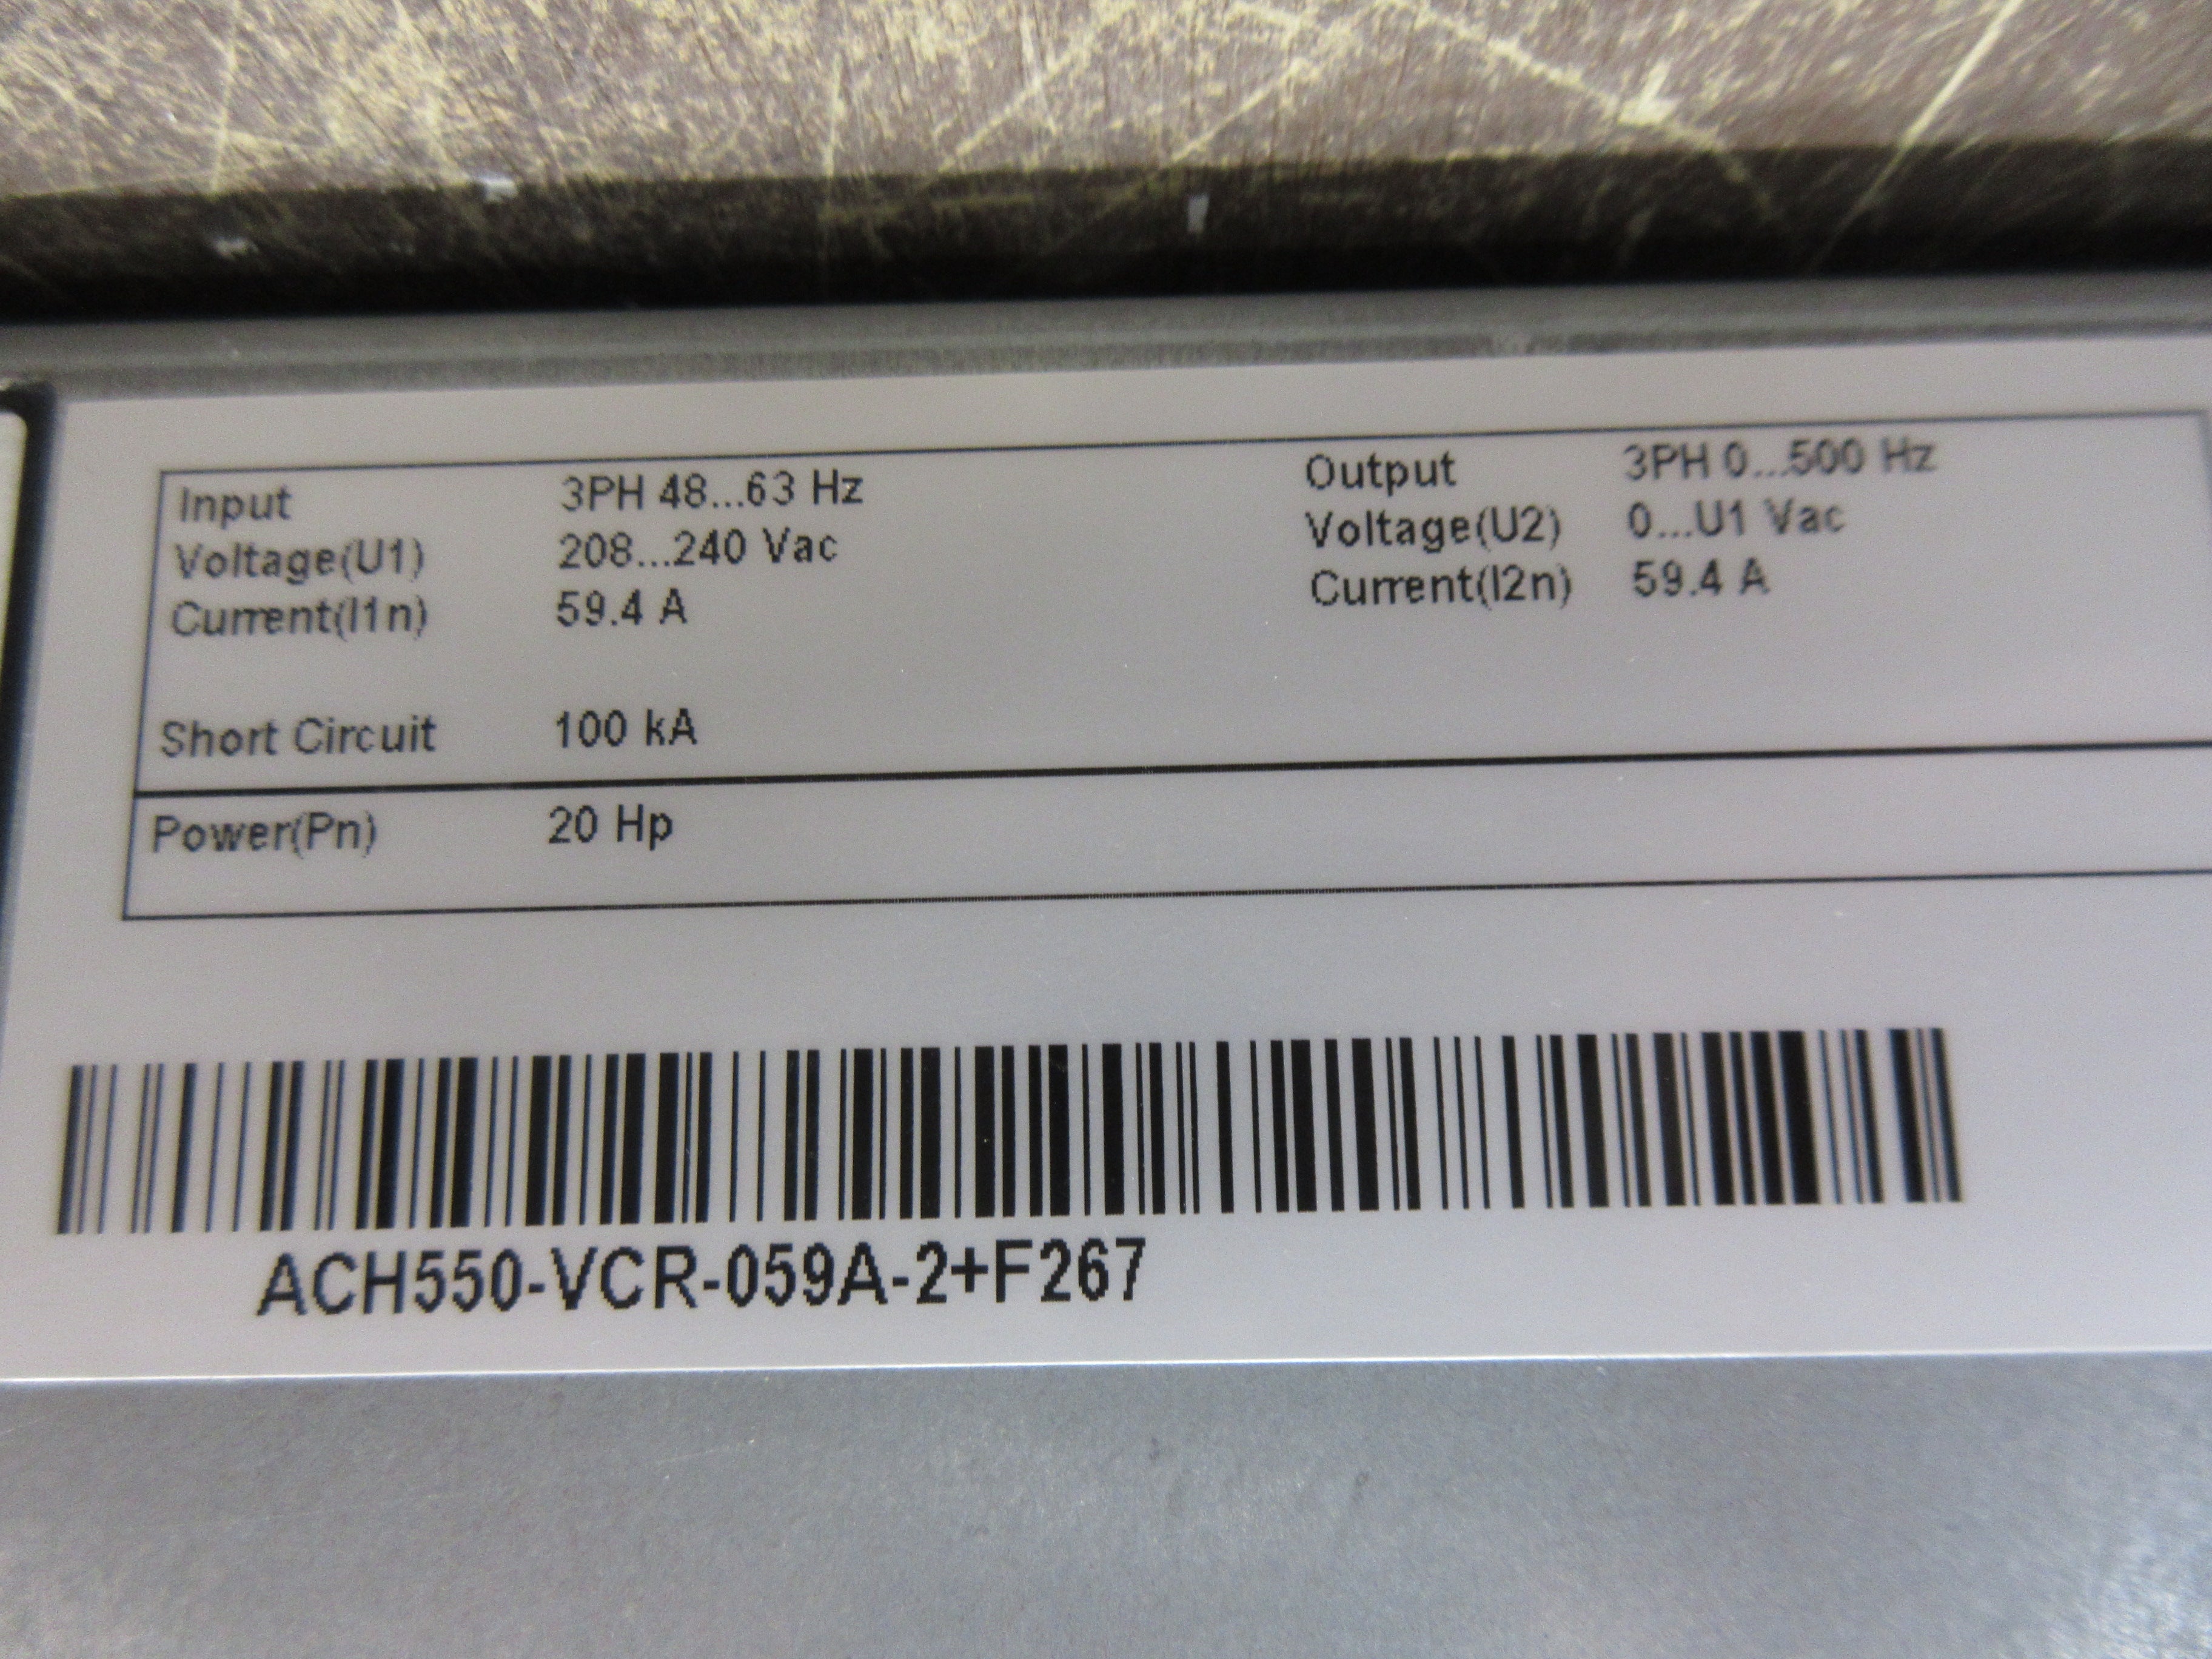 Input 3PH 48...63 Hz Output 3PH 0...500 Hz
Voltage(U1) 208...240 Vac Voltage(U2) 0...U1 Vac
Current(I1n) 59.4 A Current(I2n) 59.4 A
Short Circuit 100 kA
Power(Pn) 20 Hp
ACH550-VCR-059A-2+F267